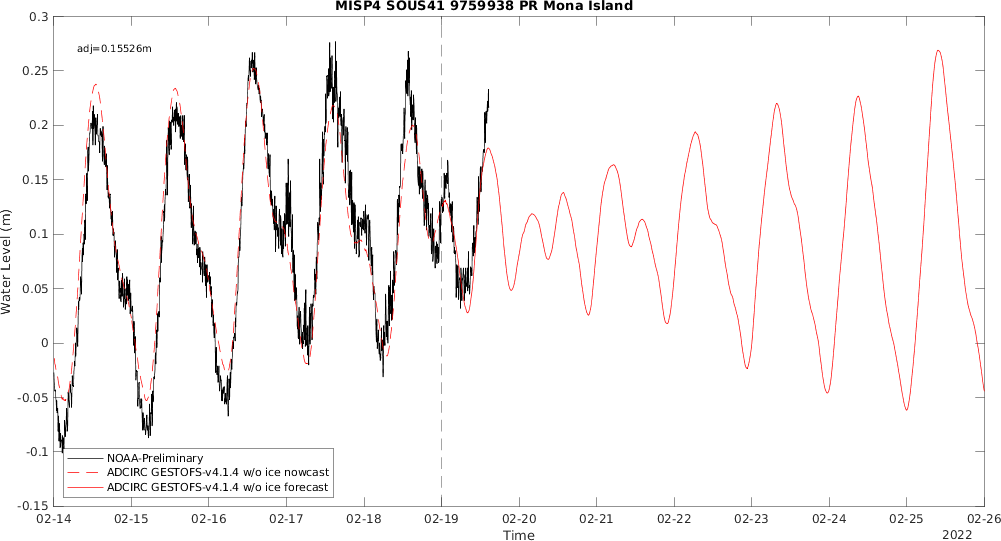 MISP4 SOUS41 9759938 PR Mona Island
adj=0.15526m
0.3
0.25
0.2
0.15
0.1
0.05
0
-0.05
-0.1
-0.15
Water Level (m)
NOAA-Preliminary
ADCIRC GESTOFS-v4.1.4 w/o ice nowcast
ADCIRC GESTOFS-v4.1.4 w/o ice forecast
02-14 02-15 02-16 02-17 02-18 02-19 02-20 02-21 02-22 02-23 02-24 02-25 02-26
Time
2022